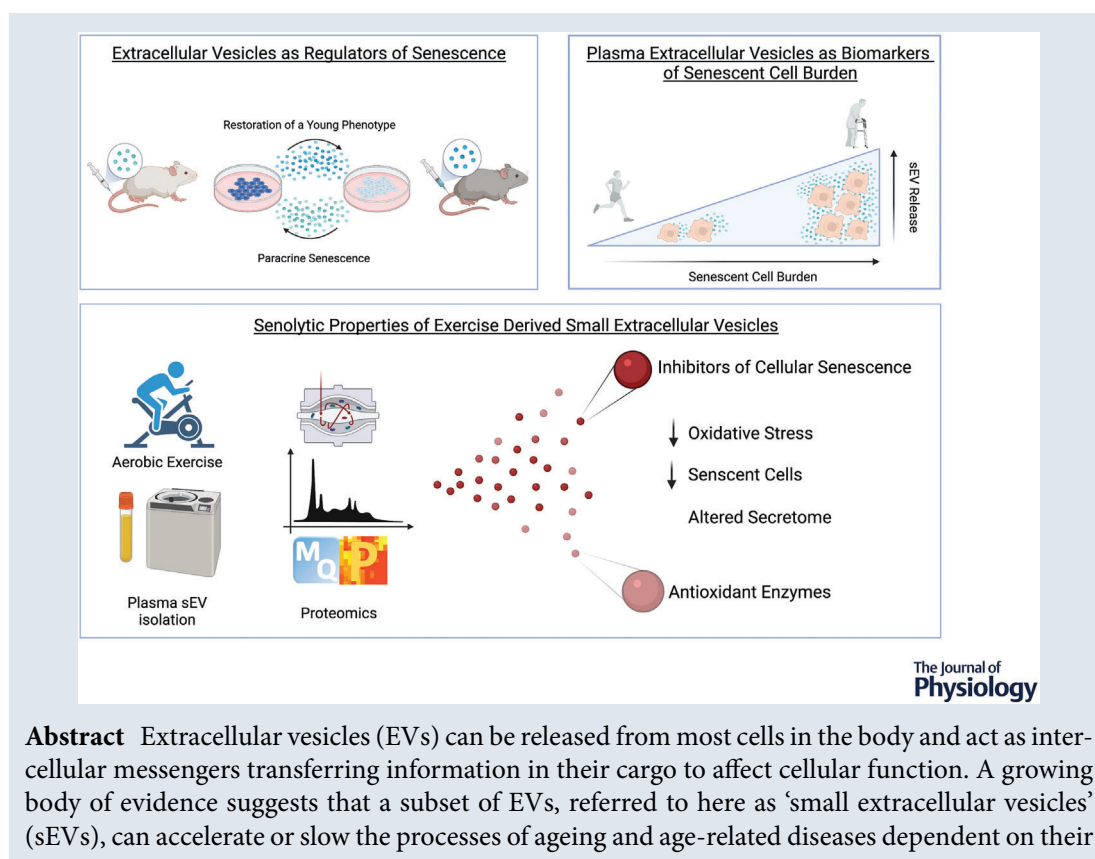 Extracellular Vesicles as Regulators of Senescence
Restoration of a Young Phenotype
Paracrine Senescence
Plasma Extracellular Vesicles as Biomarkers
of Senescent Cell Burden
sEV Release
Senescent Cell Burden
Senolytic Properties of Exercise Derived Small Extracellular Vesicles
Aerobic Exercise
Plasma sEV
isolation
MQ P
Proteomics
Inhibitors of Cellular Senescence
Oxidative Stress
Senscent Cells
Altered Secretome
Antioxidant Enzymes
The Journal of
Physiology
Abstract Extracellular vesicles (EVs) can be released from most cells in the body and act as inter-
cellular messengers transferring information in their cargo to affect cellular function. A growing
body of evidence suggests that a subset of EVs, referred to here as ‘small extracellular vesicles’
(sEVs), can accelerate or slow the processes of ageing and age-related diseases dependent on their